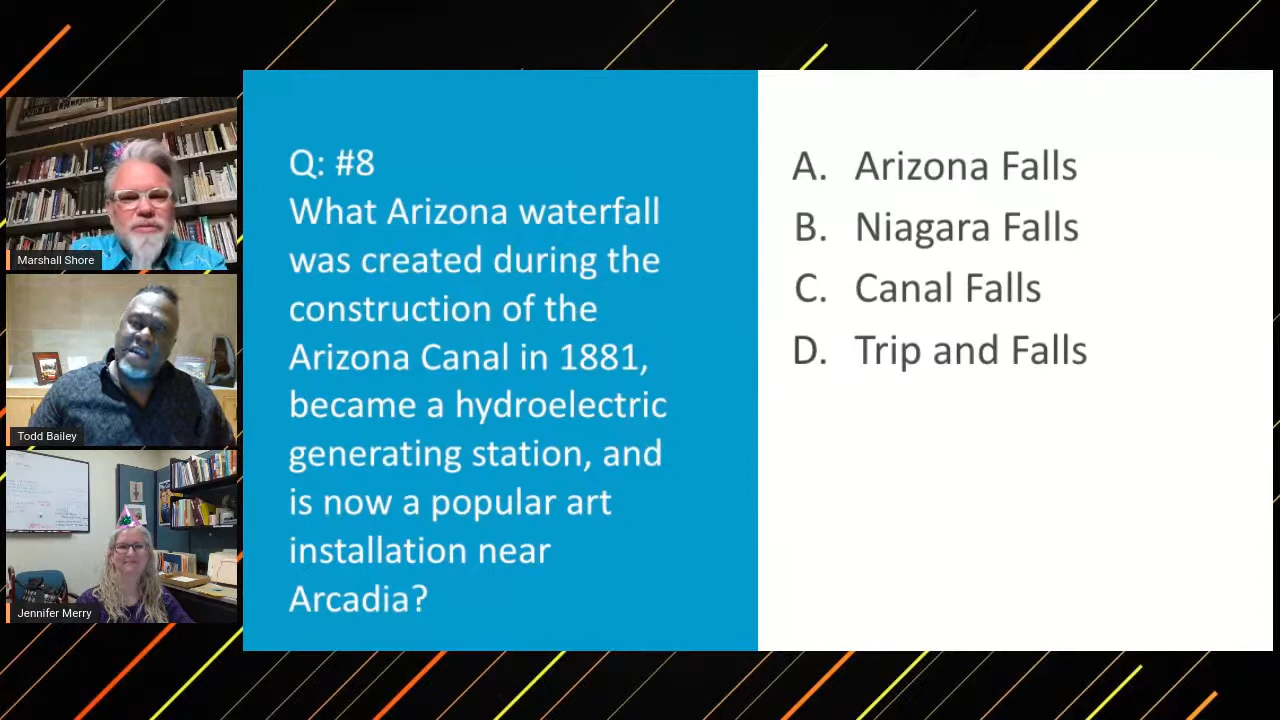 Marshall Shore
Todd Bailey
Jennifer Merry
Q: #8
What Arizona waterfall
was created during the
construction of the
Arizona Canal in 1881,
became a hydroelectric
generating station, and
is now a popular art
installation near
Arcadia?
A. Arizona Falls
B. Niagara Falls
C. Canal Falls
D. Trip and Falls